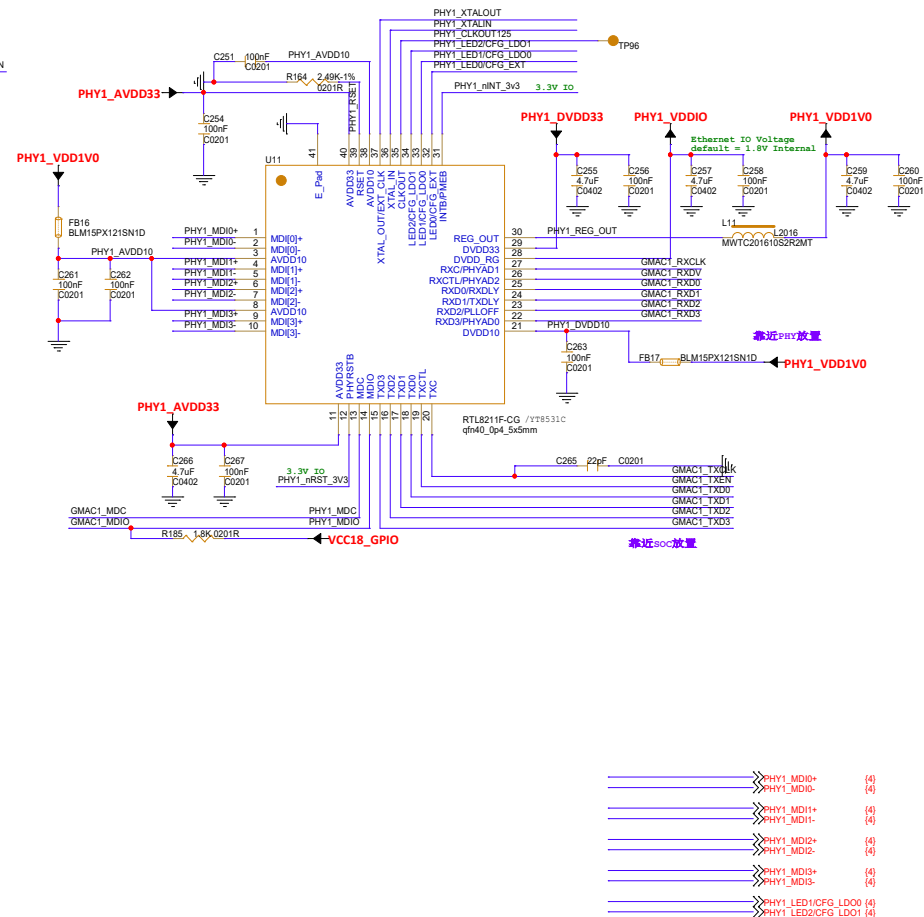 PHY1_XTALOUT
PHY1_XTALIN
PHY1_CLKOUT125
PHY1_LED2/CFG_LDO1
PHY1_LED1/CFG_LDO0
PHY1_LED0/CFG_EXT
TP96
N
C251 100nF C0201
PHY1_AVDD10
R164 2.49K-1% 0201R
PHY1_RSET
PHY1_nINT_3v3 3.3V IO
PHY1_AVDD33
C254 100nF C0201
PHY1_DVDD33
PHY1_VDDIO
PHY1_VDD1V0
Ethernet IO Voltage
default = 1.8V Internal
PHY1_VDD1V0
U11
41 40 39 38 37 36 35 34 33 32 31
E_Pad
AVDD33
RSET
AVDD10
XTAL_OUT/EXT_CLK
XTAL_IN
CLKOUT
LED2/CFG_LDO1
LED1/CFG_LDO0
LED0/CFG_EXT
INTB/PMEB
C255 4.7uF C0402
C256 100nF C0201
C257 4.7uF C0402
C258 100nF C0201
C259 4.7uF C0402
C260 100nF C0201
FB16
BLM15PX121SN1D
PHY1_AVDD10
C261 100nF C0201
C262 100nF C0201
PHY1_MDI0+ 1 MDI[0]+
PHY1_MDI0- 2 MDI[0]-
3 AVDD10
PHY1_MDI1+ 4 MDI[1]+
PHY1_MDI1- 5 MDI[1]-
PHY1_MDI2+ 6 MDI[2]+
PHY1_MDI2- 7 MDI[2]-
8 AVDD10
PHY1_MDI3+ 9 MDI[3]+
PHY1_MDI3- 10 MDI[3]-
REG_OUT 30 PHY1_REG_OUT
L11
L2016
MWTC201610S2R2MT
DVDD33 29
DVDD_RG 28
RXC/PHYAD1 27 GMAC1_RXCLK
RXCTL/PHYAD2 26 GMAC1_RXDV
RXD0/RXDLY 25 GMAC1_RXD0
RXD1/TXDLY 24 GMAC1_RXD1
RXD2/PLLOFF 23 GMAC1_RXD2
RXD3/PHYAD0 22 GMAC1_RXD3
DVDD10 21 PHY1_DVDD10
靠近PHY放置
C263 100nF C0201
FB17 BLM15PX121SN1D
PHY1_VDD1V0
AVDD33
PHYRSTB
MDC
MDIO
TXD3
TXD2
TXD1
TXD0
TXCTL
TXC
11 12 13 14 15 16 17 18 19 20
RTL8211F-CG /YT8531C
qfn40_0p4_5x5mm
PHY1_AVDD33
C266 4.7uF C0402
C267 100nF C0201
3.3V IO
PHY1_nRST_3V3
C265 22pF C0201
GMAC1_TXCLK
GMAC1_TXEN
GMAC1_TXD0
GMAC1_TXD1
GMAC1_TXD2
GMAC1_TXD3
GMAC1_MDC PHY1_MDC
GMAC1_MDIO PHY1_MDIO
R185 1.8K 0201R
VCC18_GPIO
靠近SOC放置
PHY1_MDI0+ {4}
PHY1_MDI0- {4}
PHY1_MDI1+ {4}
PHY1_MDI1- {4}
PHY1_MDI2+ {4}
PHY1_MDI2- {4}
PHY1_MDI3+ {4}
PHY1_MDI3- {4}
PHY1_LED1/CFG_LDO0 {4}
PHY1_LED2/CFG_LDO1 {4}